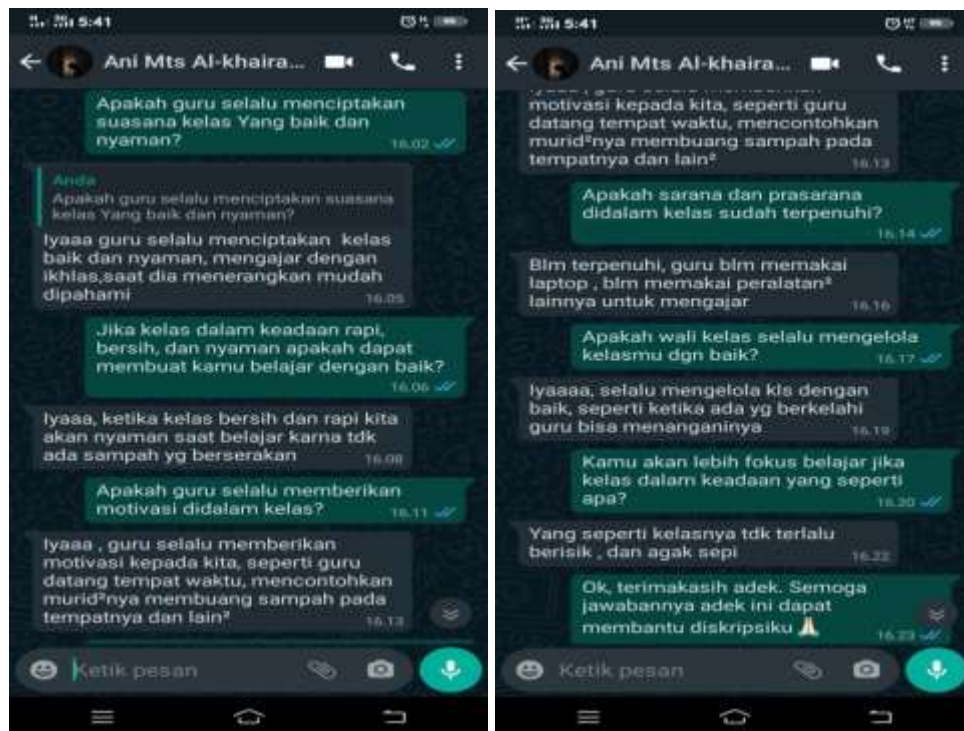 5:41
Ani Mts Al-khaira...
Apakah guru selalu menciptakan
suasana kelas Yang baik dan
nyaman?
16.02
Anda
Apakah guru selalu menciptakan suasana
kelas Yang baik dan nyaman?
Iyaaa guru selalu menciptakan kelas
baik dan nyaman, mengajar dengan
ikhlas,saat dia menerangkan mudah
dipahami
16.05
Jika kelas dalam keadaan rapi,
bersih, dan nyaman apakah dapat
membuat kamu belajar dengan baik?
16.06
Iyaaa, ketika kelas bersih dan rapi kita
akan nyaman saat belajar karna tdk
ada sampah yg berserakan
16.08
Apakah guru selalu memberikan
motivasi didalam kelas?
16.11
Iyaaa , guru selalu memberikan
motivasi kepada kita, seperti guru
datang tempat waktu, mencontohkan
murid²nya membuang sampah pada
tempatnya dan lain²
16.13
Ketik pesan
5:41
Ani Mts Al-khaira...
motivasi kepada kita, seperti guru
datang tempat waktu, mencontohkan
murid²nya membuang sampah pada
tempatnya dan lain²
16.13
Apakah sarana dan prasarana
didalam kelas sudah terpenuhi?
16.14
Blm terpenuhi, guru blm memakai
laptop , blm memakai peralatan²
lainnya untuk mengajar
16.16
Apakah wali kelas selalu mengelola
kelasmu dgn baik?
16.17
Iyaaaa, selalu mengelola kls dengan
baik, seperti ketika ada yg berkelahi
guru bisa menanganinya
16.19
Kamu akan lebih fokus belajar jika
kelas dalam keadaan yang seperti
apa?
16.20
Yang seperti kelasnya tdk terlalu
berisik , dan agak sepi
16.22
Ok, terimakasih adek. Semoga
jawabannya adek ini dapat
membantu diskripsiku 🙏
16.23
Ketik pesan